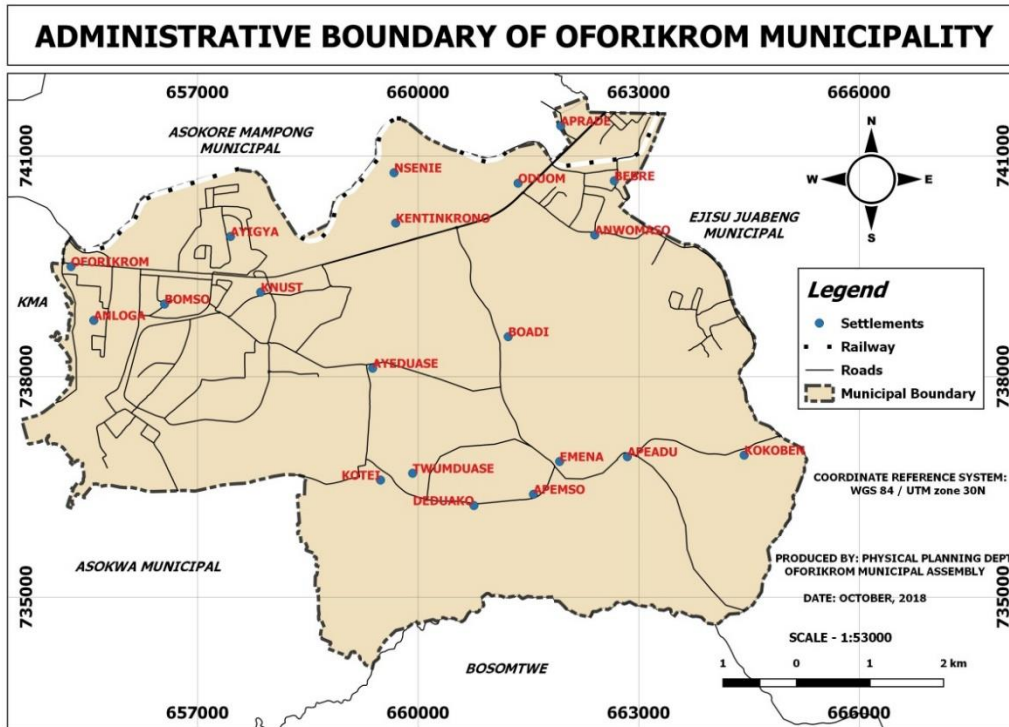 ADMINISTRATIVE BOUNDARY OF OFORIKROM MUNICIPALITY
657000
660000
663000
666000
APRADE
ASOKORE MAMPONG
MUNICIPAL
N
741000
741000
NSENIE
ODUOM
BEBRE
W
E
KENTINKRONO
EJISU JUABENG
MUNICIPAL
AYIGYA
ANWOMASO
S
OFORIKROM
KNUST
KMA
BOMSO
ANLOGA
Legend
Settlements
Railway
Roads
Municipal Boundary
BOADI
AYEDUASE
738000
738000
EMENA
APEADU
KOKOBEN
KOTEI
TWUMDUASE
DEDUAKO
APEMSO
COORDINATE REFERENCE SYSTEM:
WGS 84 / UTM zone 30N
ASOKWA MUNICIPAL
PRODUCED BY: PHYSICAL PLANNING DEPT
OFORIKROM MUNICIPAL ASSEMBLY
735000
735000
DATE: OCTOBER, 2018
SCALE - 1:53000
BOSOMTWE
1 0 1 2 km
657000
660000
663000
666000